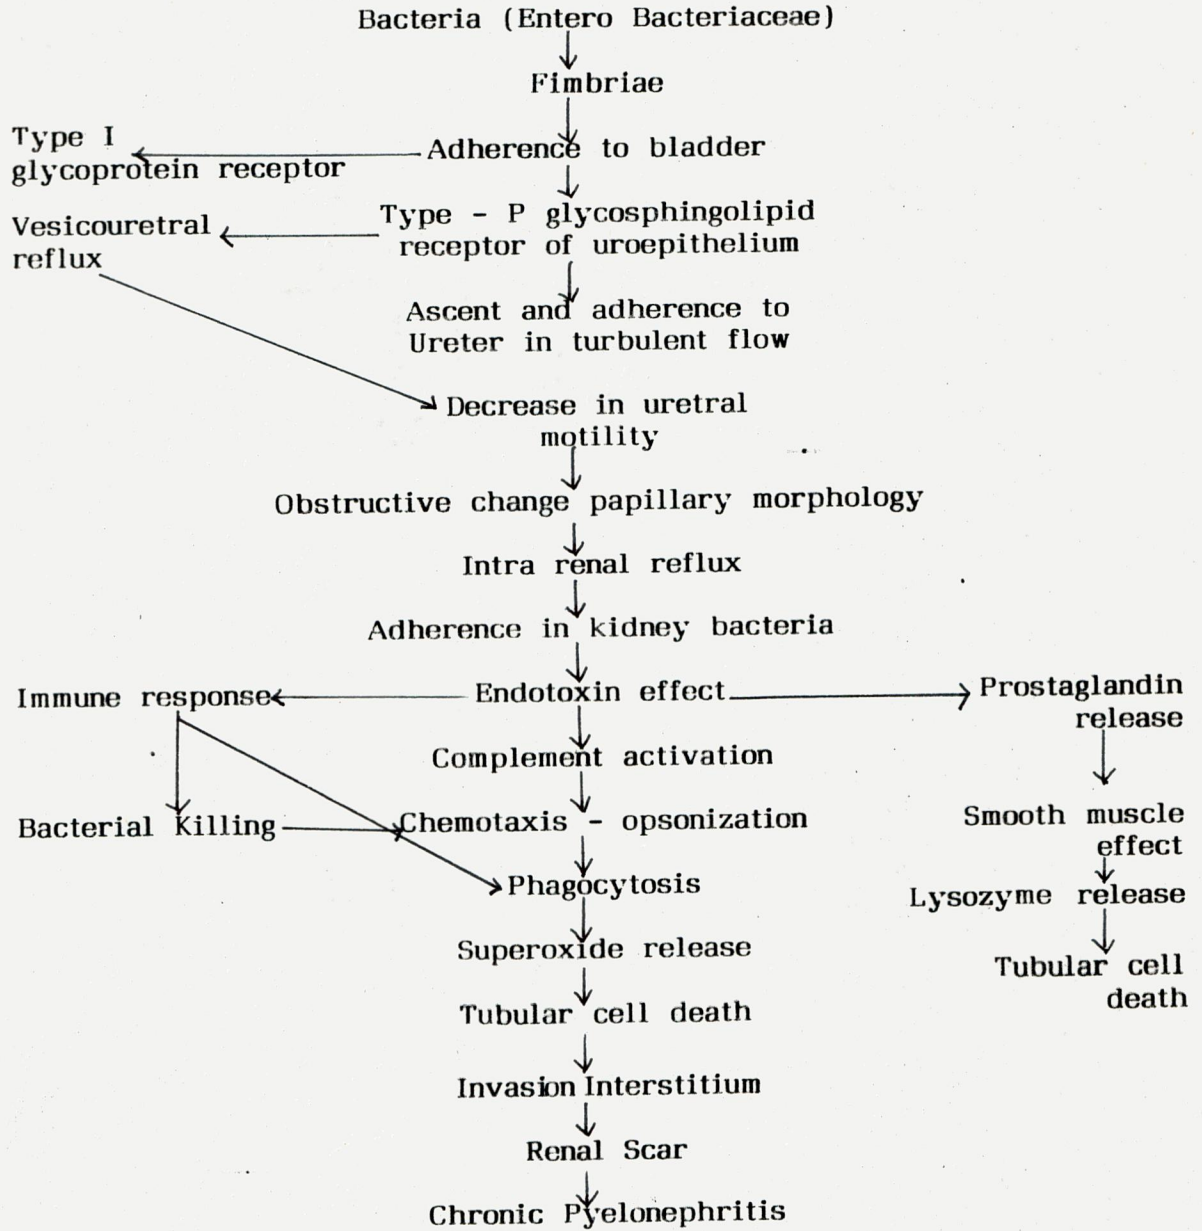 Bacteria (Entero Bacteriaceae)
Fimbriae
Type I
glycoprotein receptor
Adherence to bladder
Vesicouretral
reflux
Type - P glycosphingolipid
receptor of uroepithelium
Ascent and adherence to
Ureter in turbulent flow
Decrease in uretral
motility
Obstructive change papillary morphology
Intra renal reflux
Adherence in kidney bacteria
Immune response
Endotoxin effect
Prostaglandin
release
Complement activation
Bacterial Killing
Chemotaxis - opsonization
Smooth muscle
effect
Phagocytosis
Lysozyme release
Superoxide release
Tubular cell
death
Tubular cell death
Invasion Interstitium
Renal Scar
Chronic Pyelonephritis